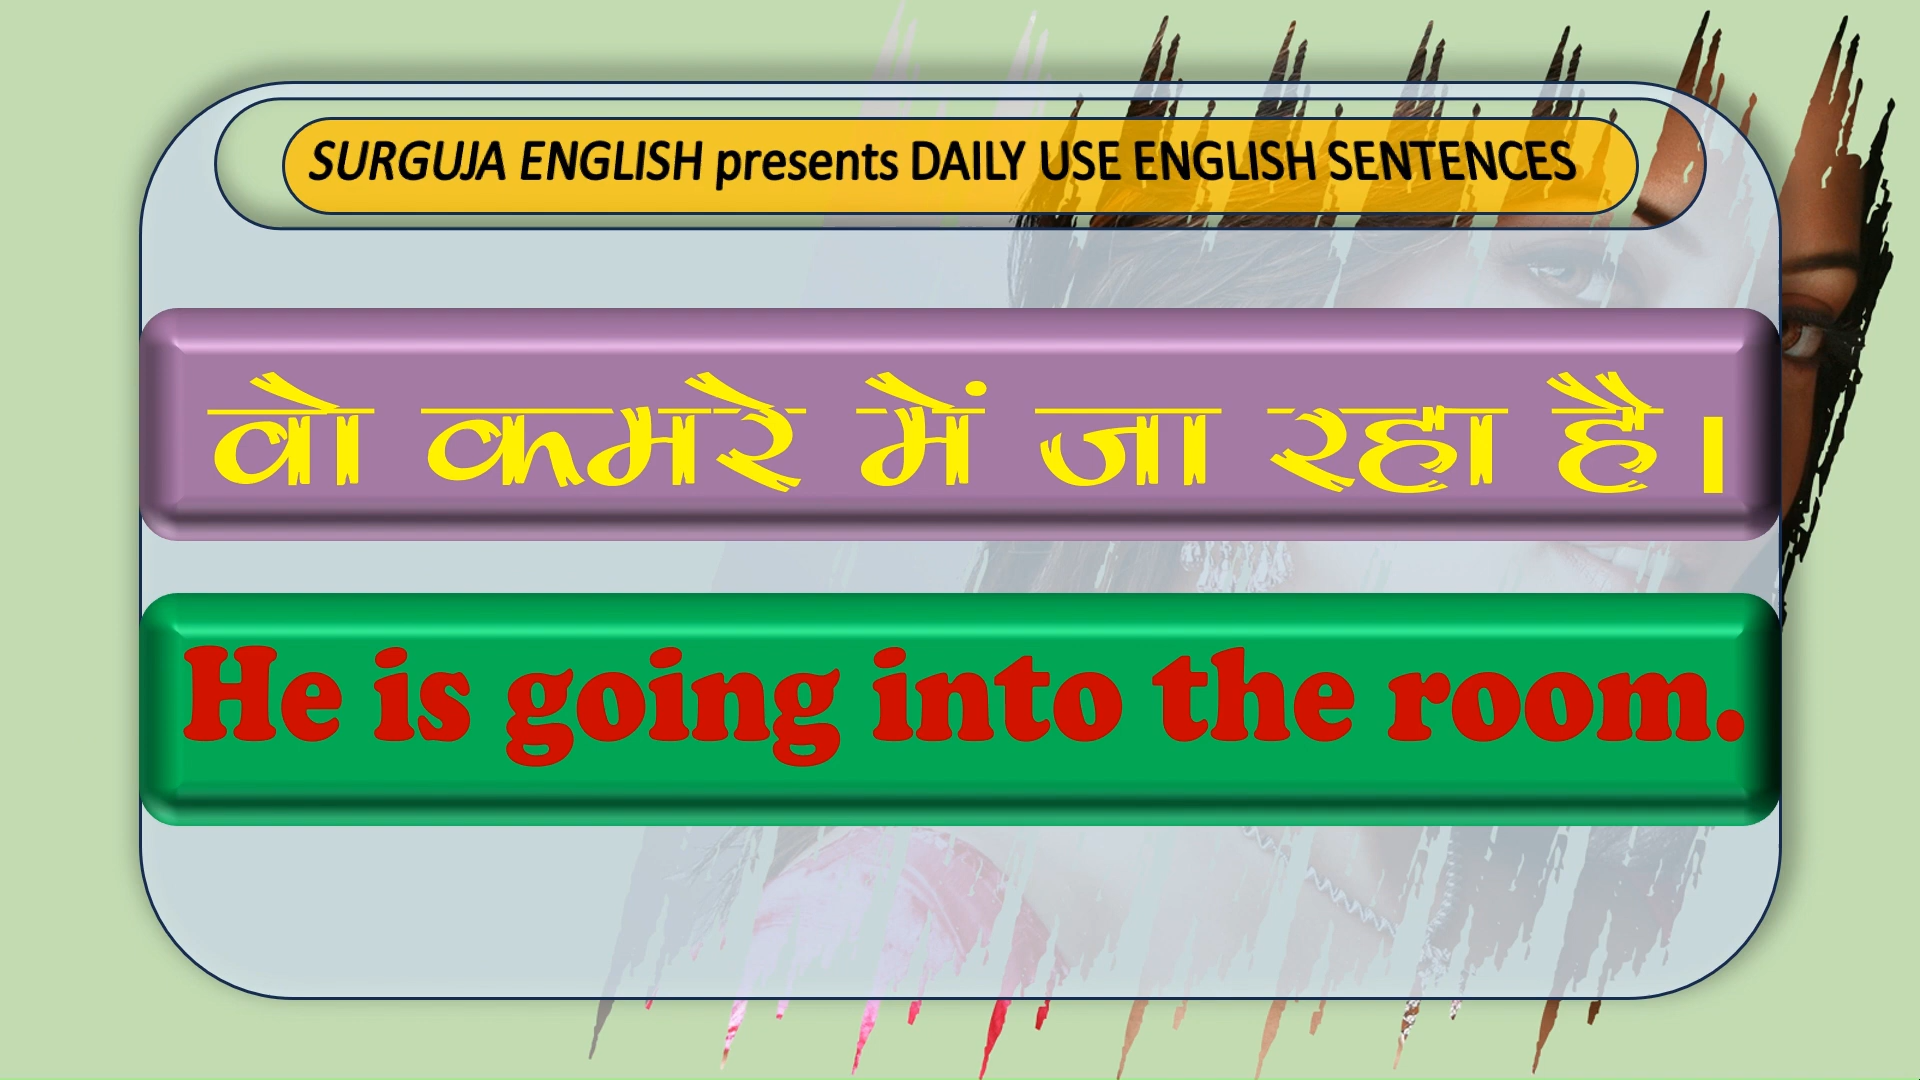 SURGUJA ENGLISH presents DAILY USE ENGLISH SENTENCES
वो कमरे में जा रहा है।
He is going into the room.